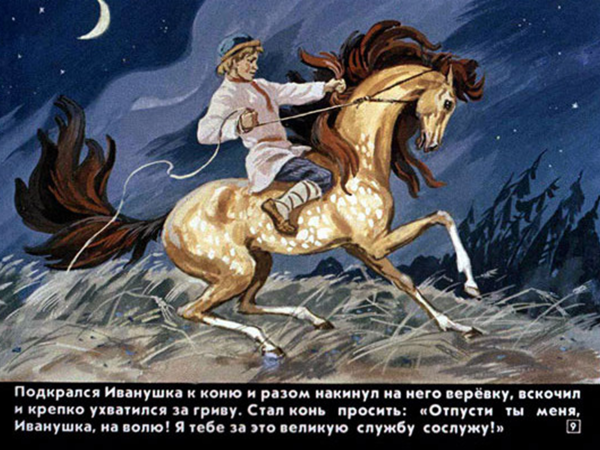 Подкрался Иванушка к коню и разом накинул на него верёвку, вскочил
и крепко ухватился за гриву. Стал конь просить: «Отпусти ты меня,
Иванушка, на волю! Я тебе за это великую службу сослужу!» 9